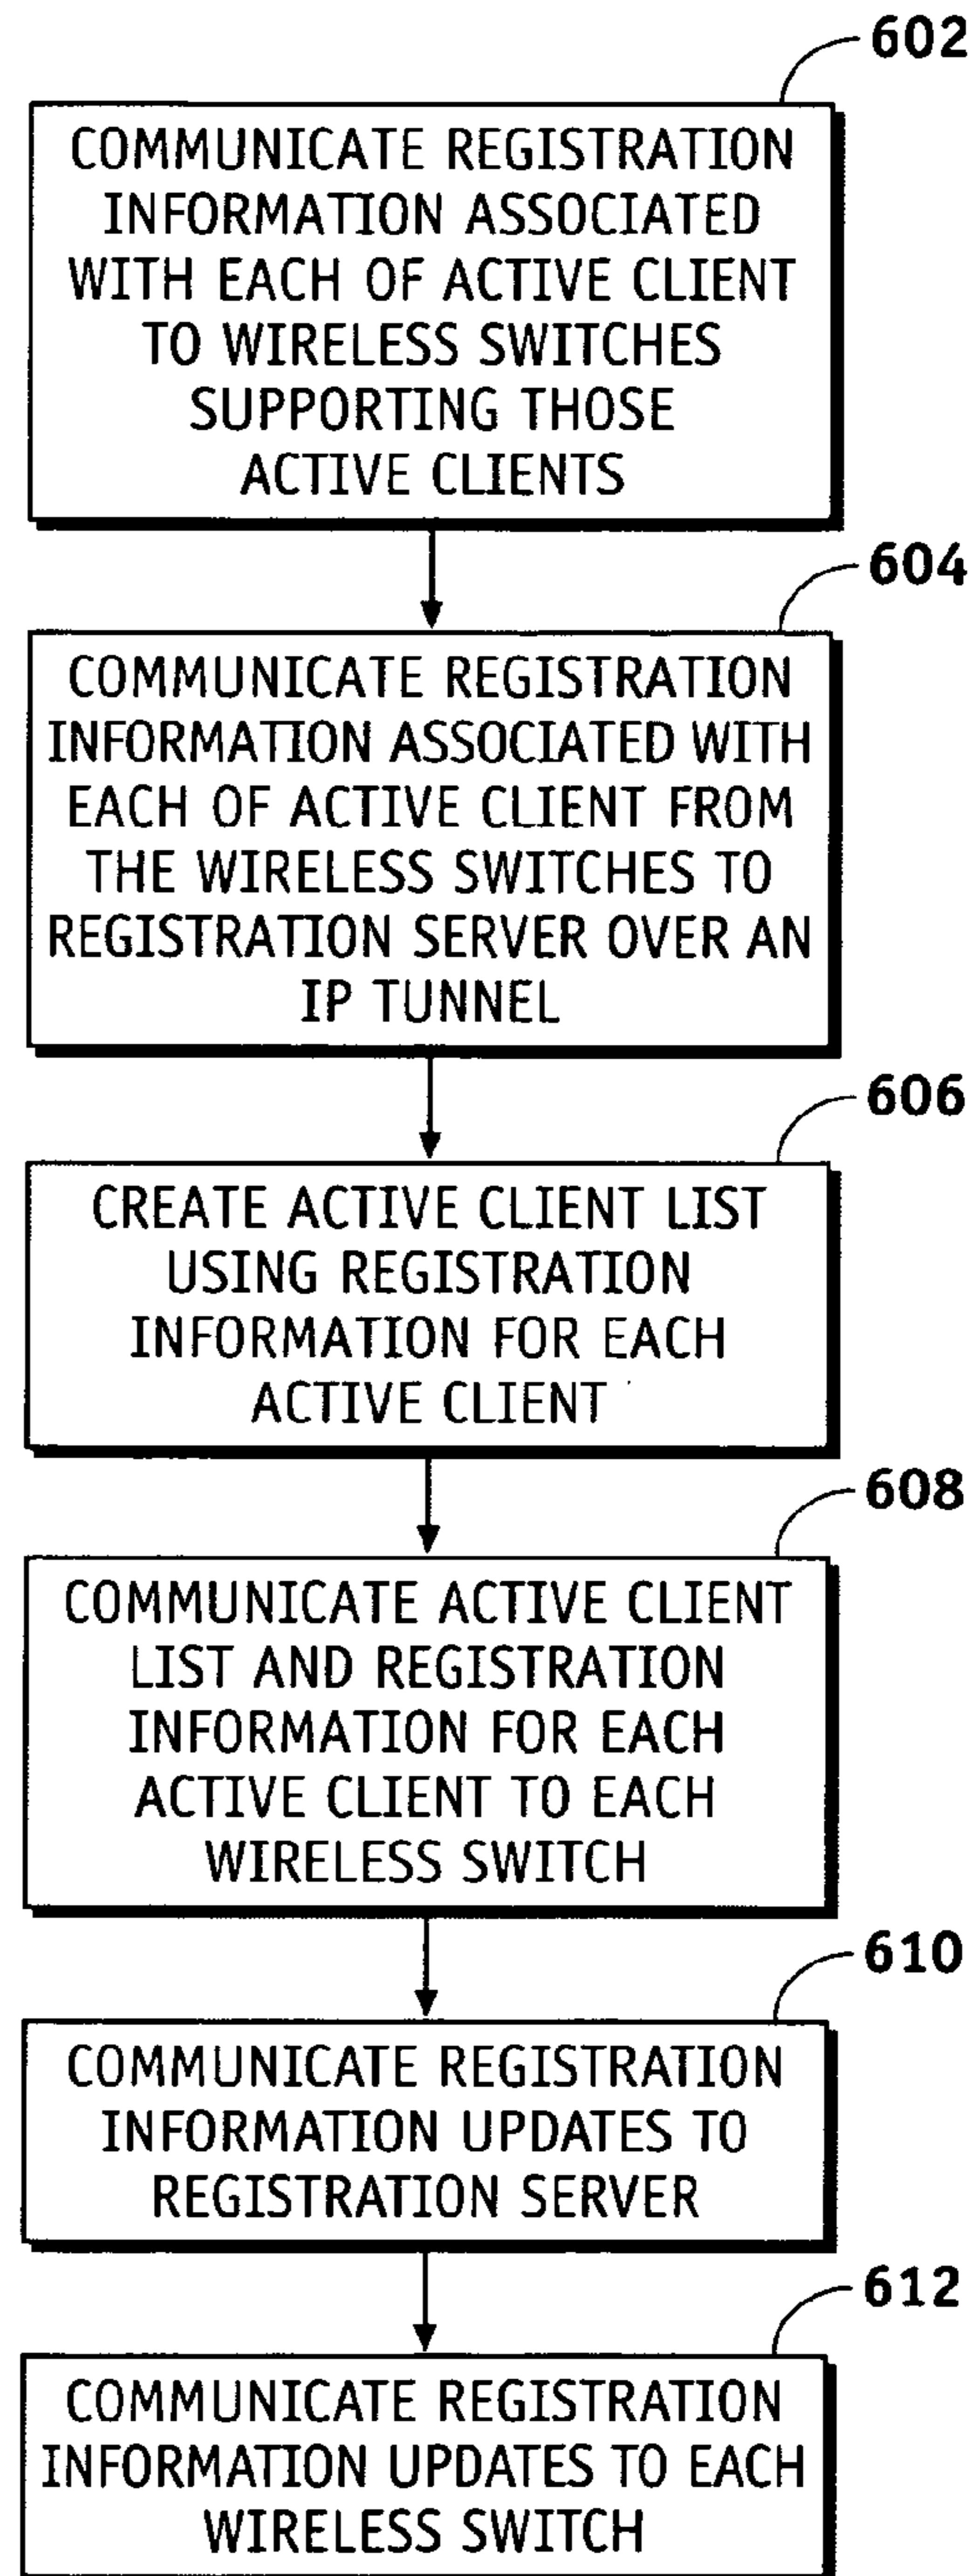 602
COMMUNICATE REGISTRATION
INFORMATION ASSOCIATED
WITH EACH OF ACTIVE CLIENT
TO WIRELESS SWITCHES
SUPPORTING THOSE
ACTIVE CLIENTS
604
COMMUNICATE REGISTRATION
INFORMATION ASSOCIATED WITH
EACH OF ACTIVE CLIENT FROM
THE WIRELESS SWITCHES TO
REGISTRATION SERVER OVER AN
IP TUNNEL
606
CREATE ACTIVE CLIENT LIST
USING REGISTRATION
INFORMATION FOR EACH
ACTIVE CLIENT
608
COMMUNICATE ACTIVE CLIENT
LIST AND REGISTRATION
INFORMATION FOR EACH
ACTIVE CLIENT TO EACH
WIRELESS SWITCH
610
COMMUNICATE REGISTRATION
INFORMATION UPDATES TO
REGISTRATION SERVER
612
COMMUNICATE REGISTRATION
INFORMATION UPDATES TO EACH
WIRELESS SWITCH